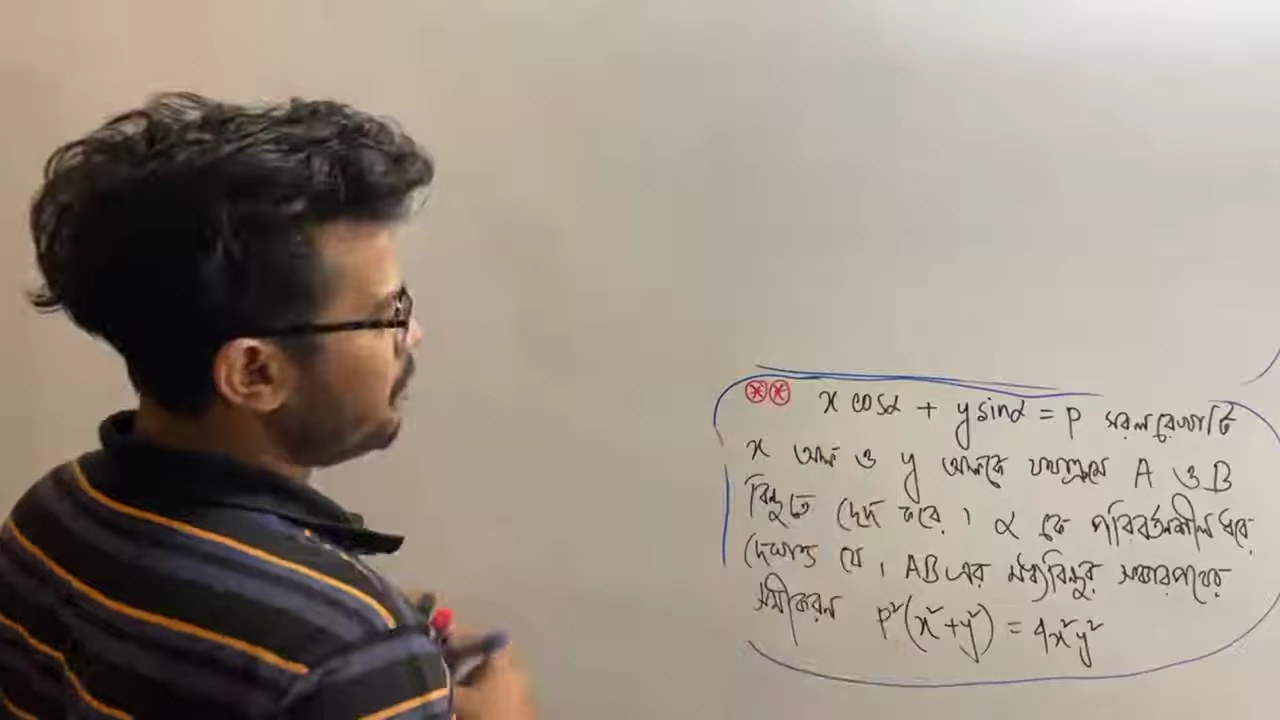 x cosα + y sinα = p সরলরেখাটি
x অক্ষ ও y অক্ষকে যথাক্রমে A ও B
বিন্দুতে ছেদ করে। α কে পরিবর্তনশীল ধরে
দেখাও যে, AB এর মধ্যবিন্দুর সঞ্চারপথের
সমীকরণ p²(x²+y²) = 4x²y²